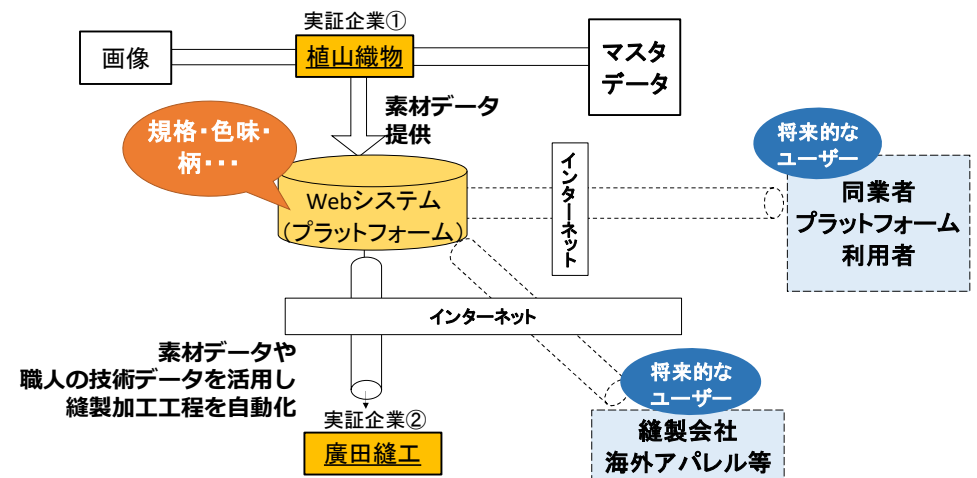 実証企業①
画像
植山織物
マスタ
データ
素材データ
提供
規格・色味・
柄・・・
Webシステム
(プラットフォーム)
インターネット
将来的な
ユーザー
同業者
プラットフォーム
利用者
インターネット
素材データや
職人の技術データを活用し
縫製加工工程を自動化
実証企業②
廣田縫工
将来的な
ユーザー
縫製会社
海外アパレル等